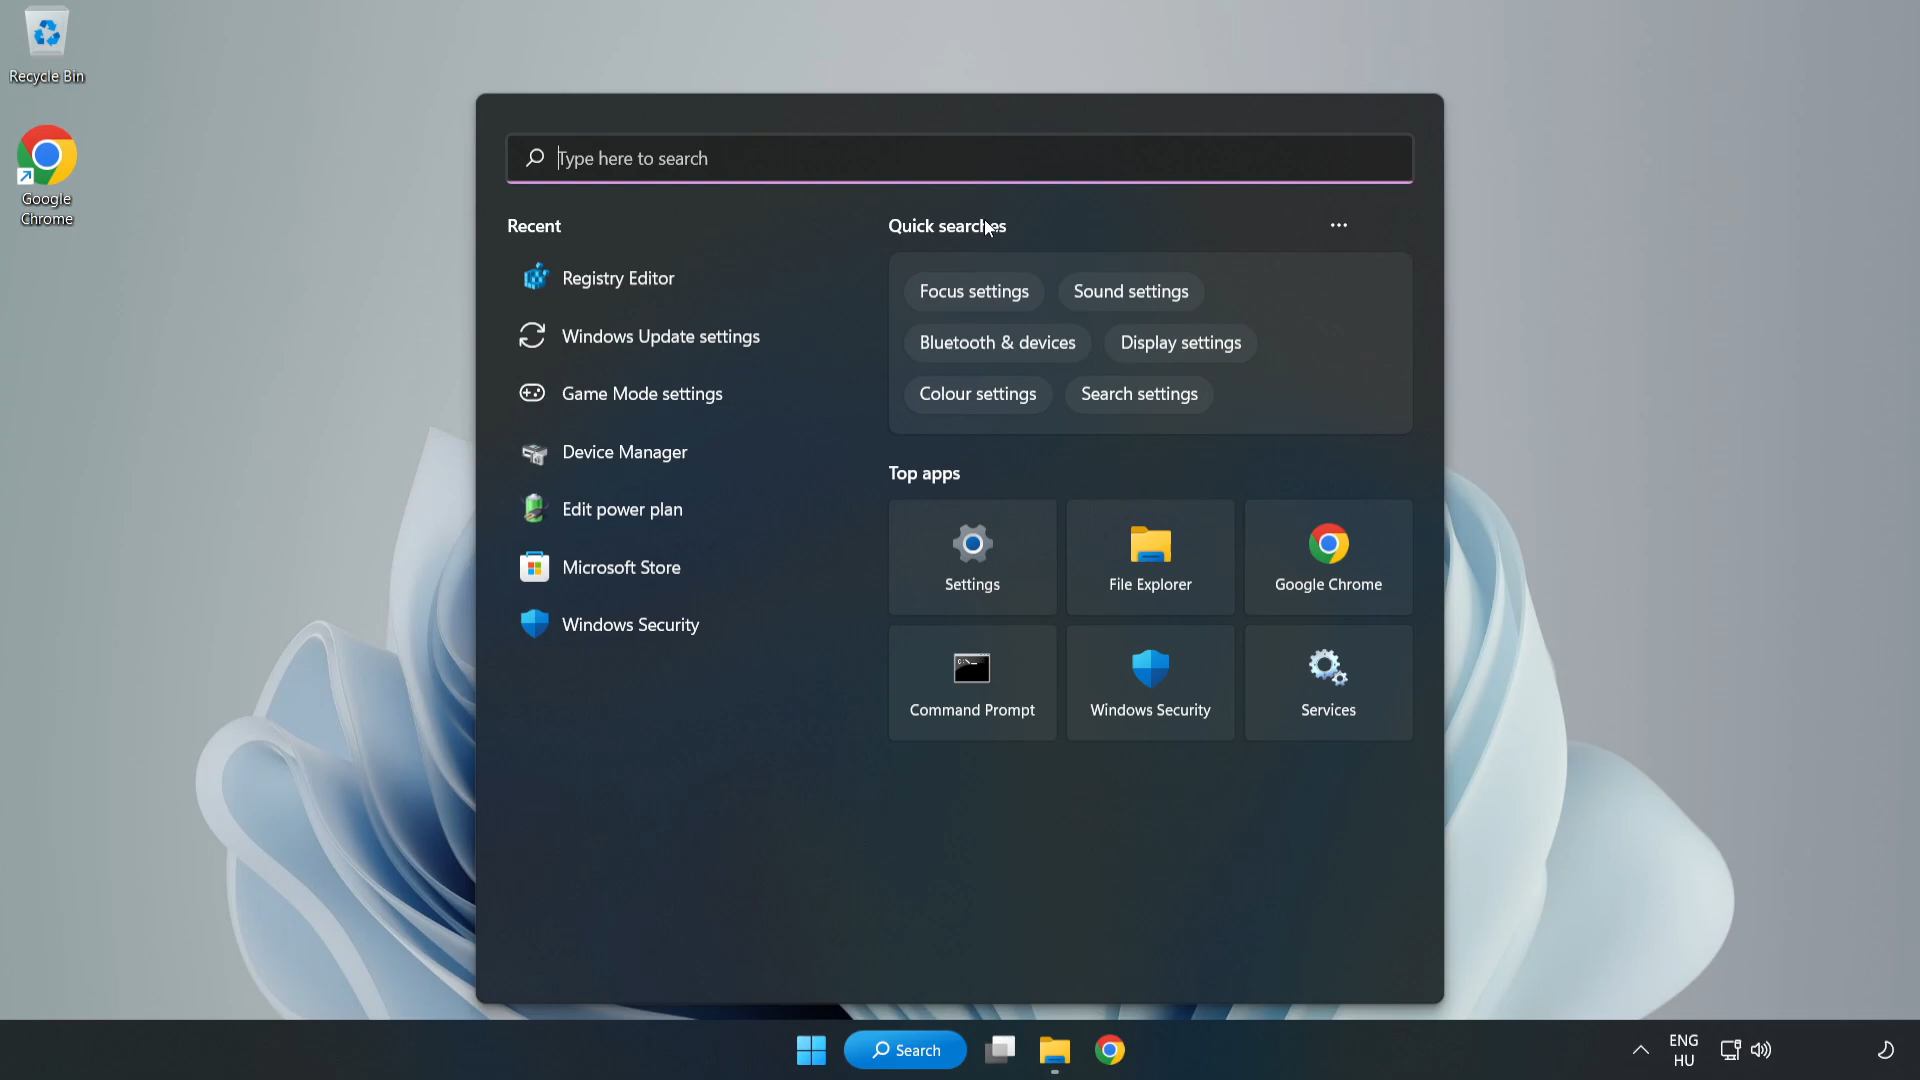 Recycle Bin
Google
Chrome
Type here to search
Recent
Registry Editor
Windows Update settings
Game Mode settings
Device Manager
Edit power plan
Microsoft Store
Windows Security
Quick searches
Focus settings
Sound settings
Bluetooth & devices
Display settings
Colour settings
Search settings
Top apps
Settings
File Explorer
Google Chrome
Command Prompt
Windows Security
Services
Search
ENG
HU